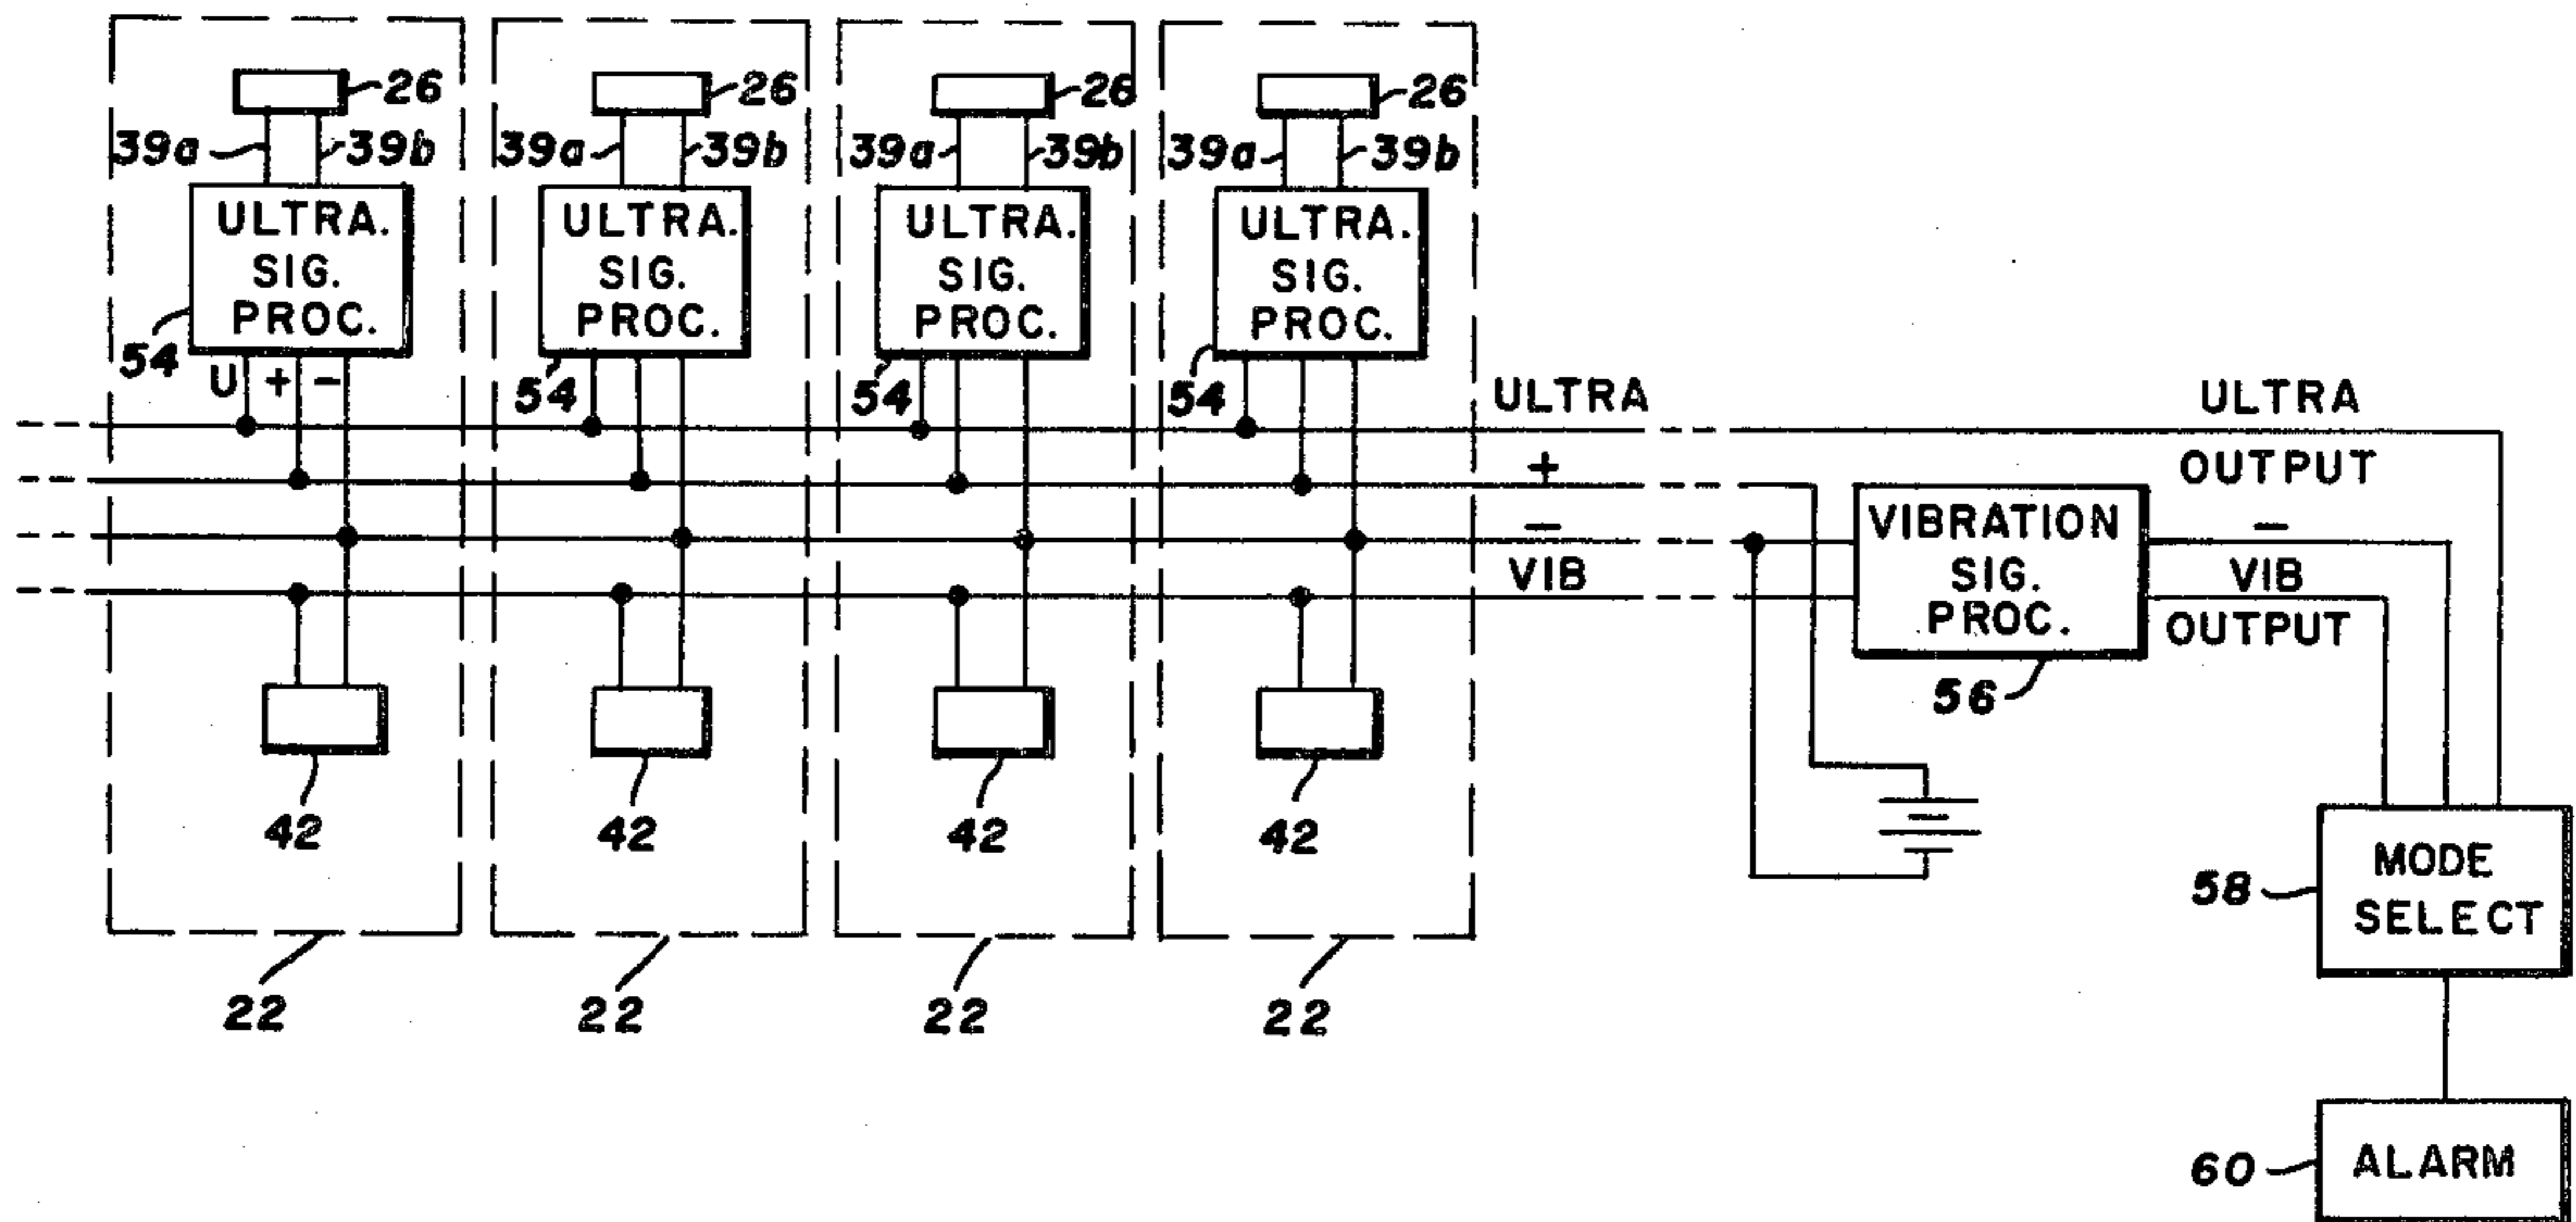 26 26 26 26
39a 39b 39a 39b 39a 39b 39a 39b
ULTRA. ULTRA. ULTRA. ULTRA.
SIG. SIG. SIG. SIG.
PROC. PROC. PROC. PROC.
54 54 54 54
U + -
ULTRA ULTRA
+ OUTPUT
- VIBRATION -
VIB SIG. VIB
PROC. OUTPUT
56
42 42 42 42
MODE
58 SELECT
22 22 22 22
60 ALARM